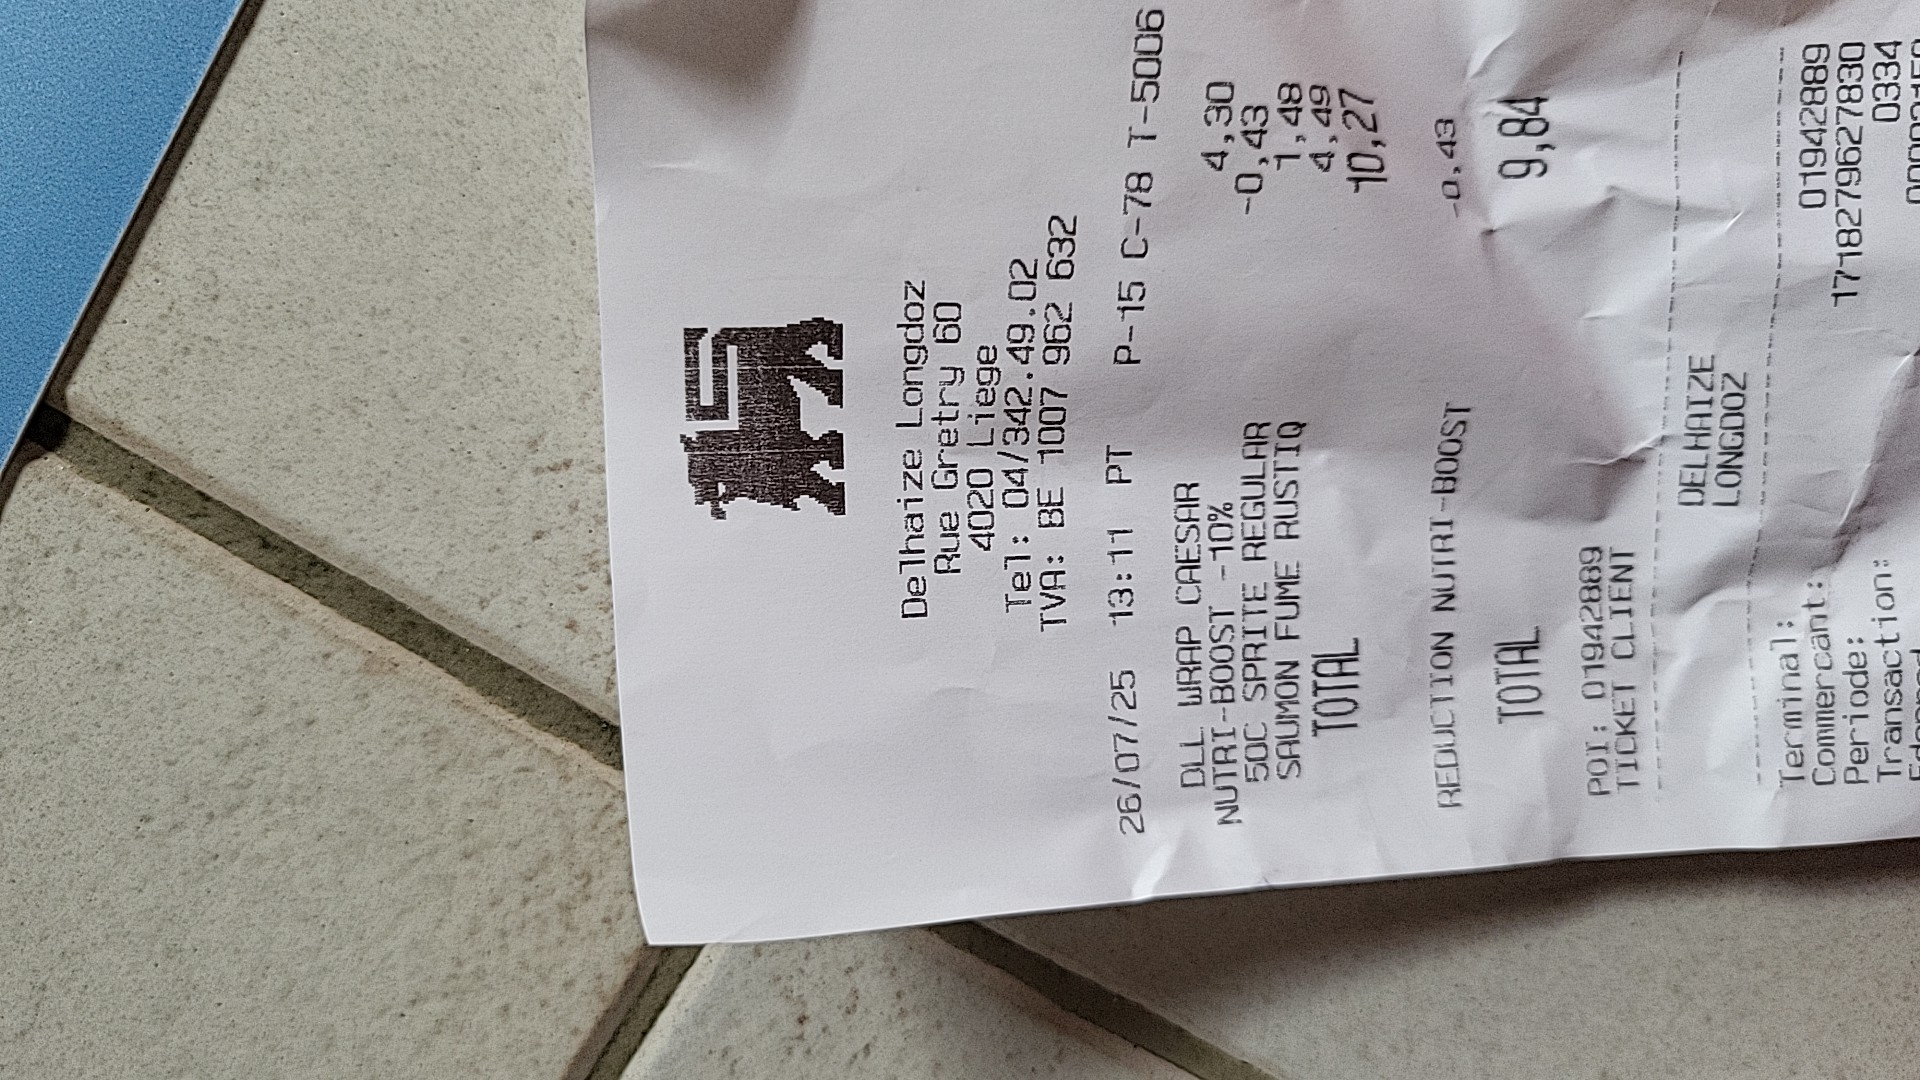 Delhaize Longdoz
Rue Gretry 60
4020 Liege
Tel: 04/342.49.02
TVA: BE 1007 962 632
26/07/25 13:11 PT P-15 C-78 T-5006
DLL WRAP CAESAR 4,30
NUTRI-BOOST -10% -0,43
50C SPRITE REGULAR 1,48
SAUMON FUME RUSTIQ 4,49
TOTAL 10,27
REDUCTION NUTRI-BOOST -0,43
TOTAL 9,84
POI: 01942889
TICKET CLIENT
DELHAIZE
LONGDOZ
Terminal: 01942889
Commercant: 1718279627830
Periode: 0334
Transaction: